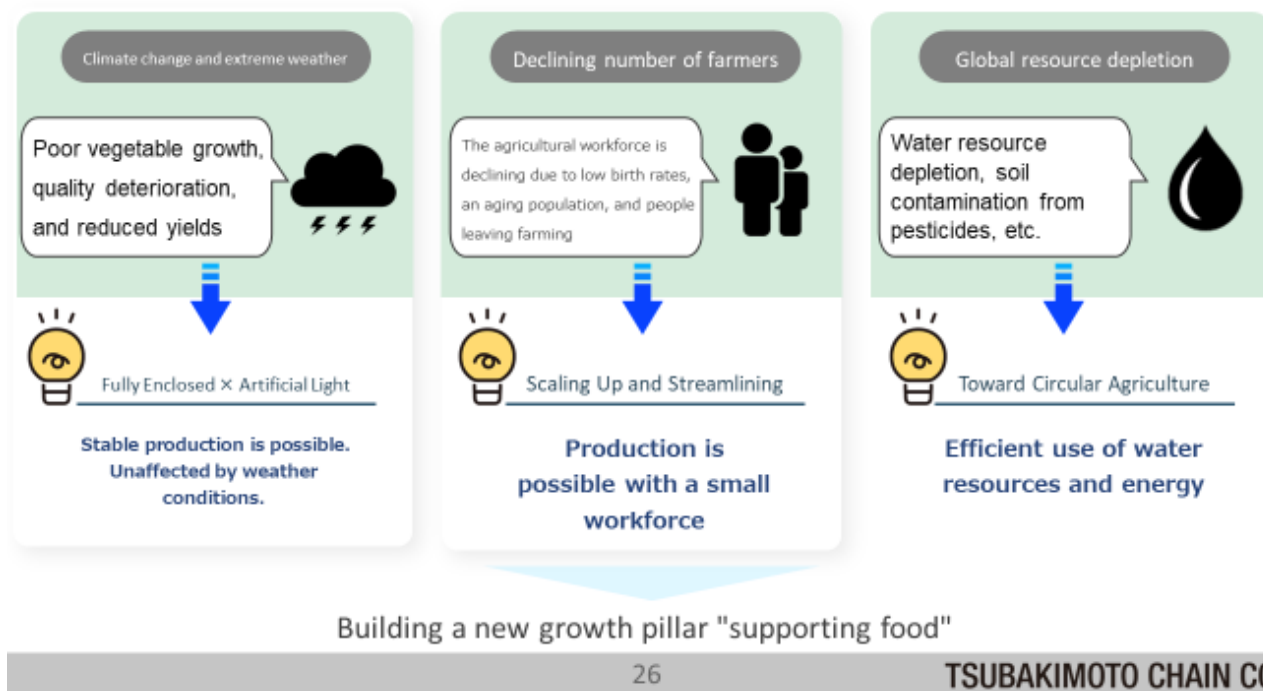 Climate change and extreme weather
Poor vegetable growth,
quality deterioration,
and reduced yields
Fully Enclosed × Artificial Light
Stable production is possible.
Unaffected by weather
conditions.
Declining number of farmers
The agricultural workforce is
declining due to low birth rates,
an aging population, and people
leaving farming
Scaling Up and Streamlining
Production is
possible with a small
workforce
Global resource depletion
Water resource
depletion, soil
contamination from
pesticides, etc.
Toward Circular Agriculture
Efficient use of water
resources and energy
Building a new growth pillar "supporting food"
26
TSUBAKIMOTO CHAIN